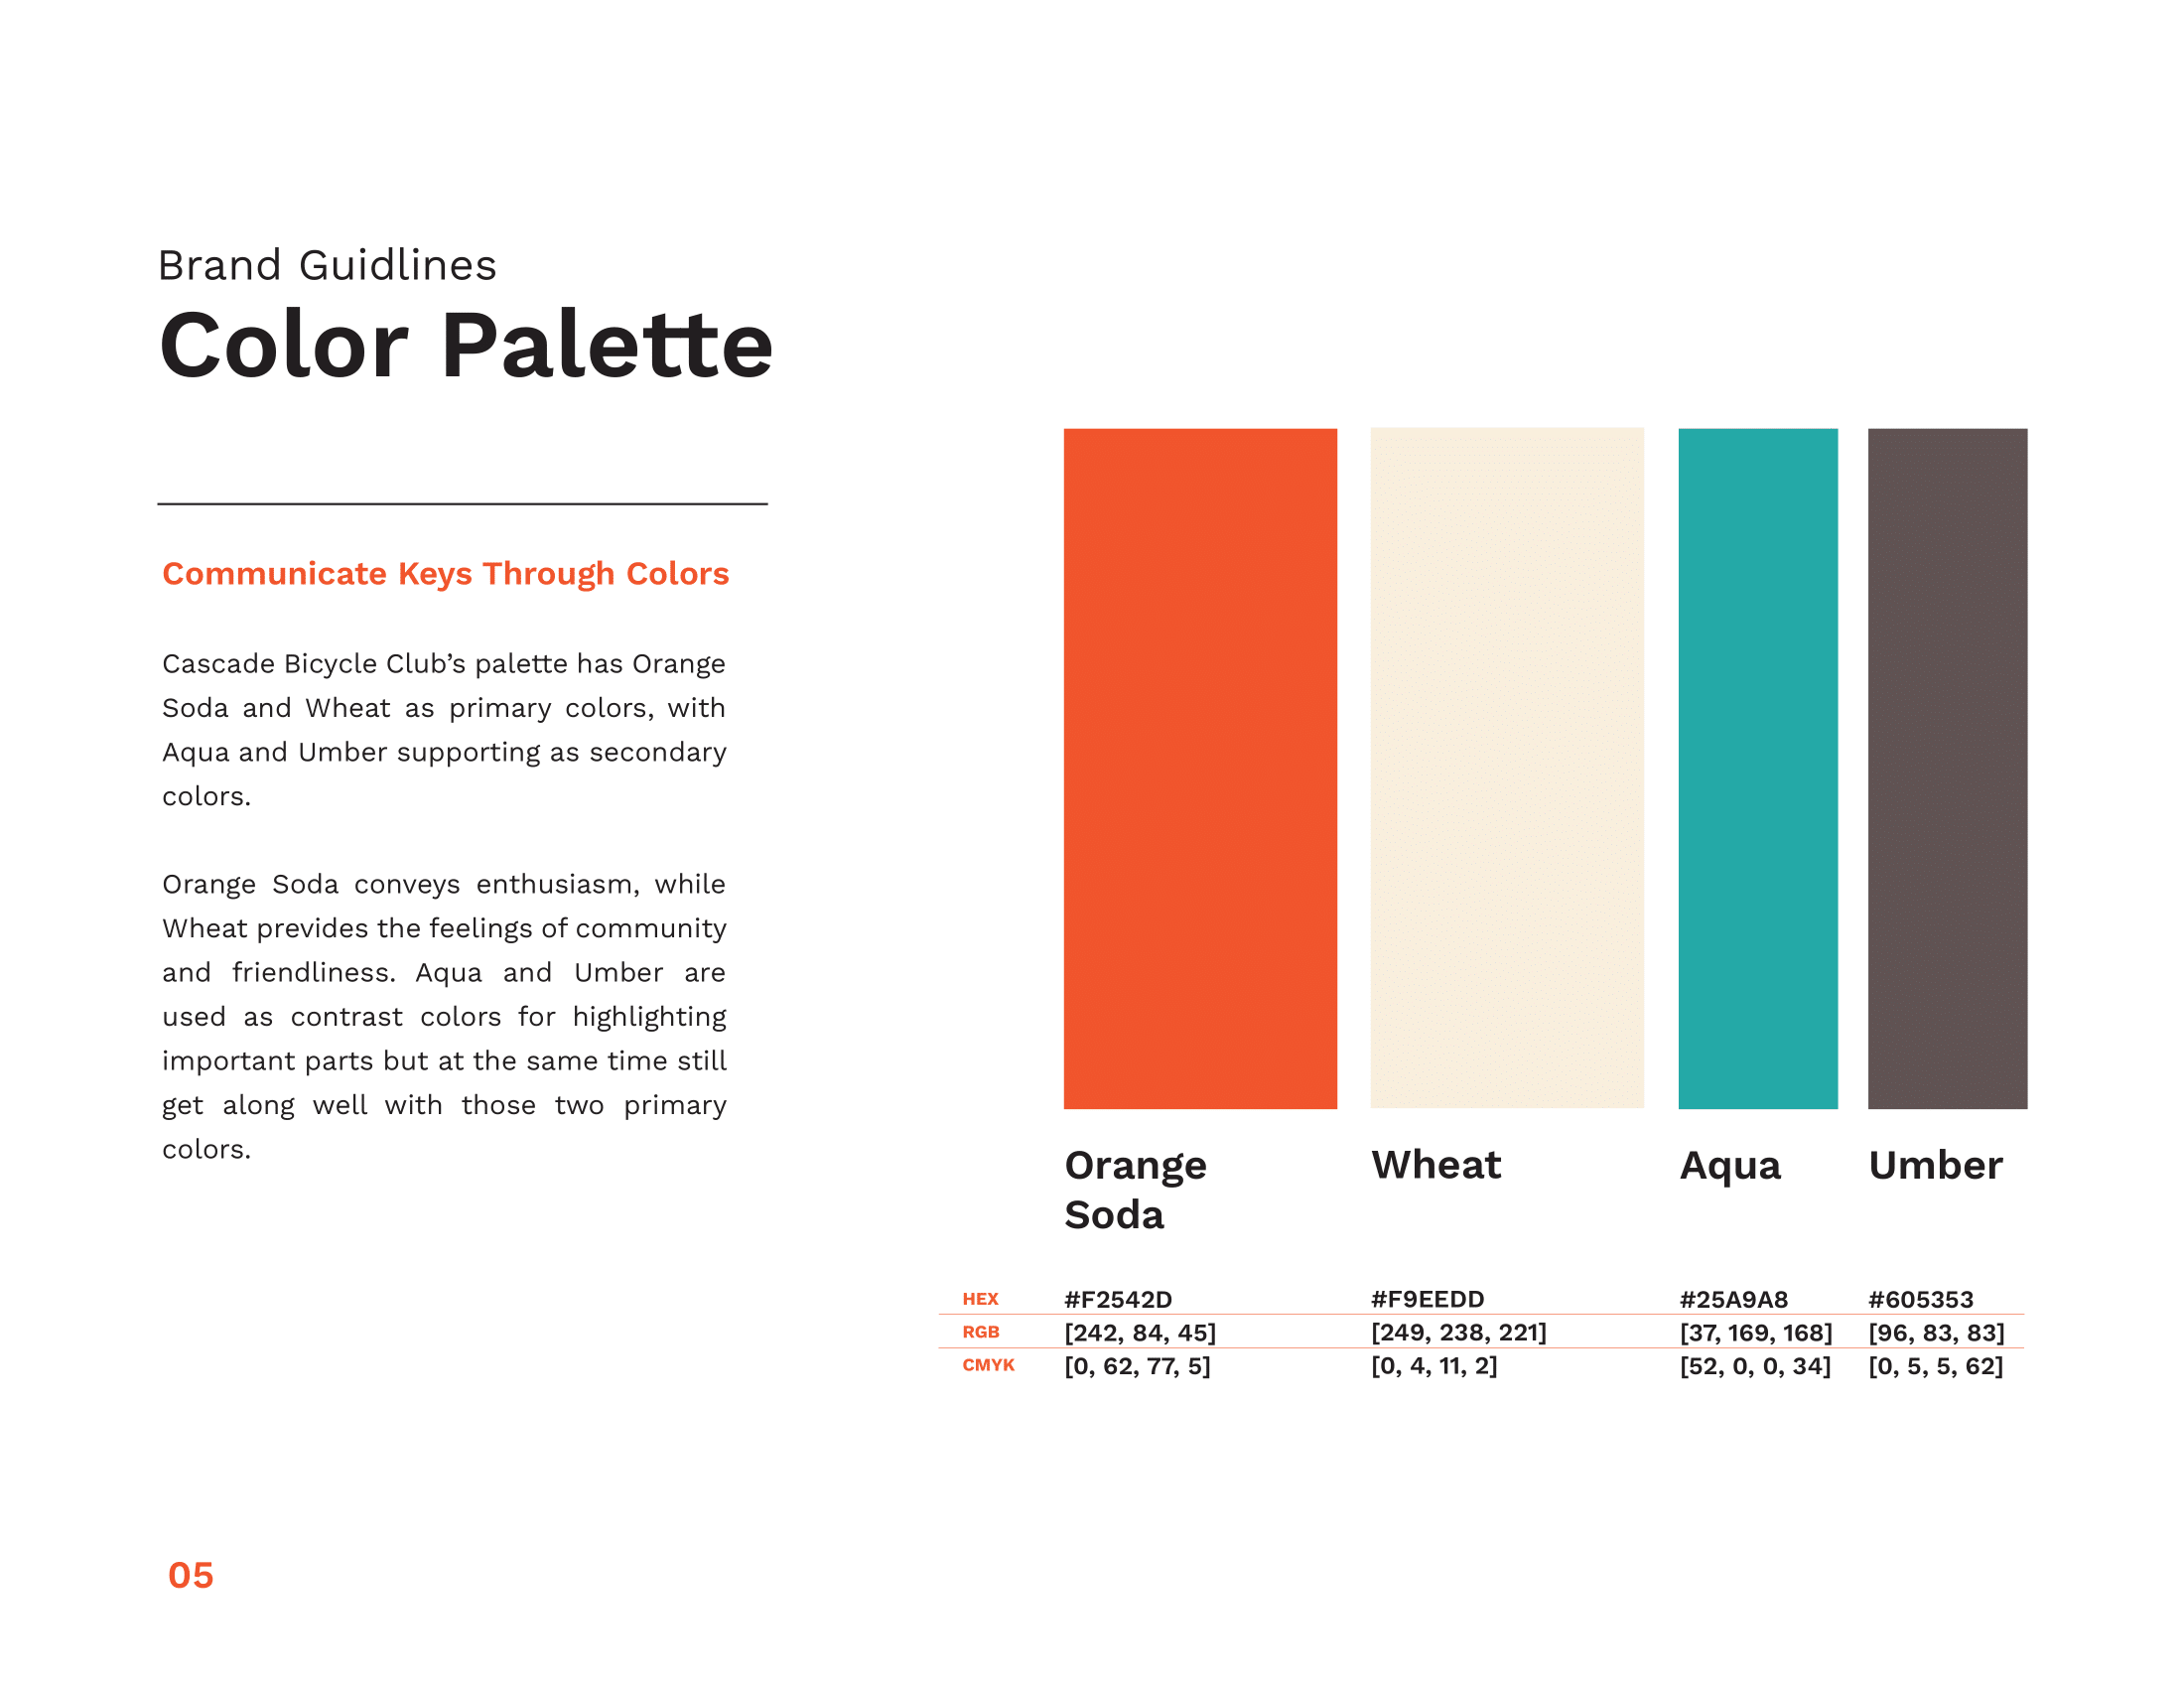 Brand Guidlines
Color Palette
Communicate Keys Through Colors
Cascade Bicycle Club’s palette has Orange
Soda and Wheat as primary colors, with
Aqua and Umber supporting as secondary
colors.
Orange Soda conveys enthusiasm, while
Wheat prevides the feelings of community
and friendliness. Aqua and Umber are
used as contrast colors for highlighting
important parts but at the same time still
get along well with those two primary
colors.
Orange
Soda
Wheat
Aqua
Umber
HEX #F2542D #F9EEDD #25A9A8 #605353
RGB [242, 84, 45] [249, 238, 221] [37, 169, 168] [96, 83, 83]
CMYK [0, 62, 77, 5] [0, 4, 11, 2] [52, 0, 0, 34] [0, 5, 5, 62]
05